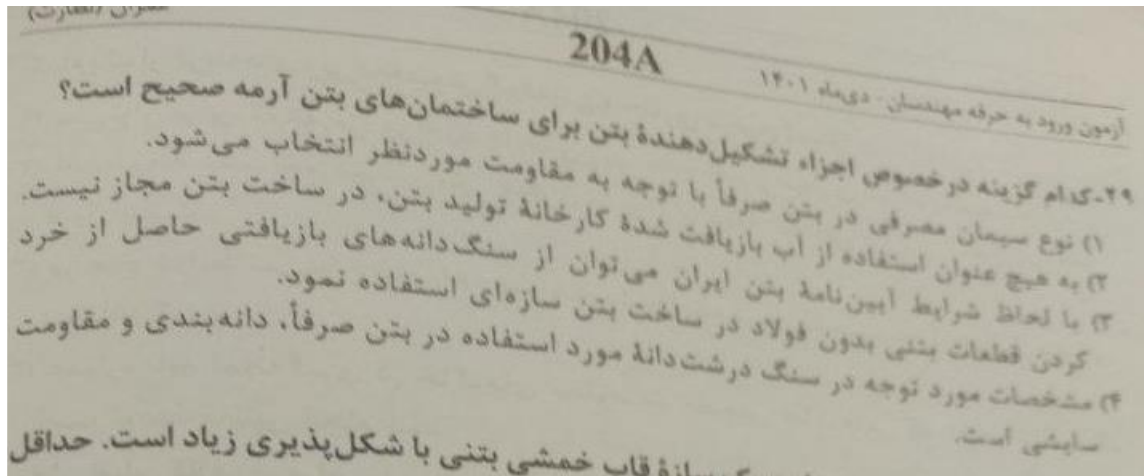 عمران (نظارت)
204A
آزمون ورود به حرفه مهندسان - دی‌ماه ۱۴۰۱
۲۹-کدام گزینه درخصوص اجزاء تشکیل‌دهندهٔ بتن برای ساختمان‌های بتن آرمه صحیح است؟
۱) نوع سیمان مصرفی در بتن صرفاً با توجه به مقاومت موردنظر انتخاب می‌شود.
۲) به هیچ عنوان استفاده از آب بازیافت شدهٔ کارخانهٔ تولید بتن، در ساخت بتن مجاز نیست.
۳) با لحاظ شرایط آیین‌نامهٔ بتن ایران می‌توان از سنگ‌دانه‌های بازیافتی حاصل از خرد
کردن قطعات بتنی بدون فولاد در ساخت بتن سازه‌ای استفاده نمود.
۴) مشخصات مورد توجه در سنگ درشت‌دانهٔ مورد استفاده در بتن صرفاً، دانه‌بندی و مقاومت
سایشی است.
سازهٔ قاب خمشی بتنی با شکل‌پذیری زیاد است. حداقل